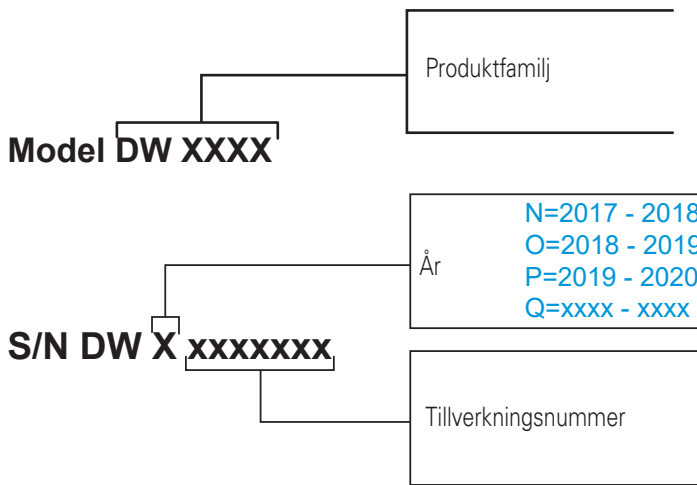 Produktfamilj
Model DW XXXX
N=2017 - 2018
O=2018 - 2019
År
P=2019 - 2020
Q=xxxx - xxxx
S/N DW X xxxxxxx
Tillverkningsnummer